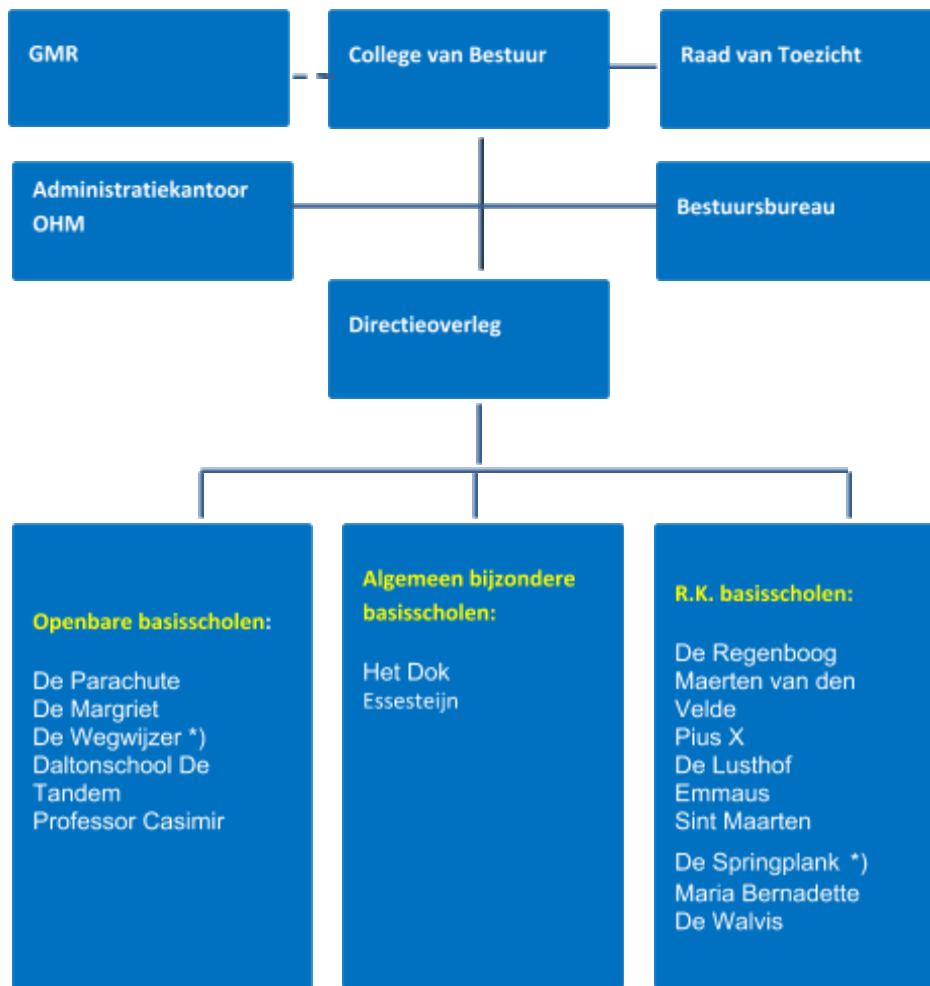 GMR
College van Bestuur
Raad van Toezicht
Administratiekantoor
OHM
Bestuursbureau
Directieoverleg
Openbare basisscholen:
De Parachute
De Margriet
De Wegwijzer *)
Daltonschool De
Tandem
Professor Casimir
Algemeen bijzondere
basisscholen:
Het Dok
Essesteijn
R.K. basisscholen:
De Regenboog
Maerten van den
Velde
Pius X
De Lusthof
Emmaus
Sint Maarten
De Springplank *)
Maria Bernadette
De Walvis